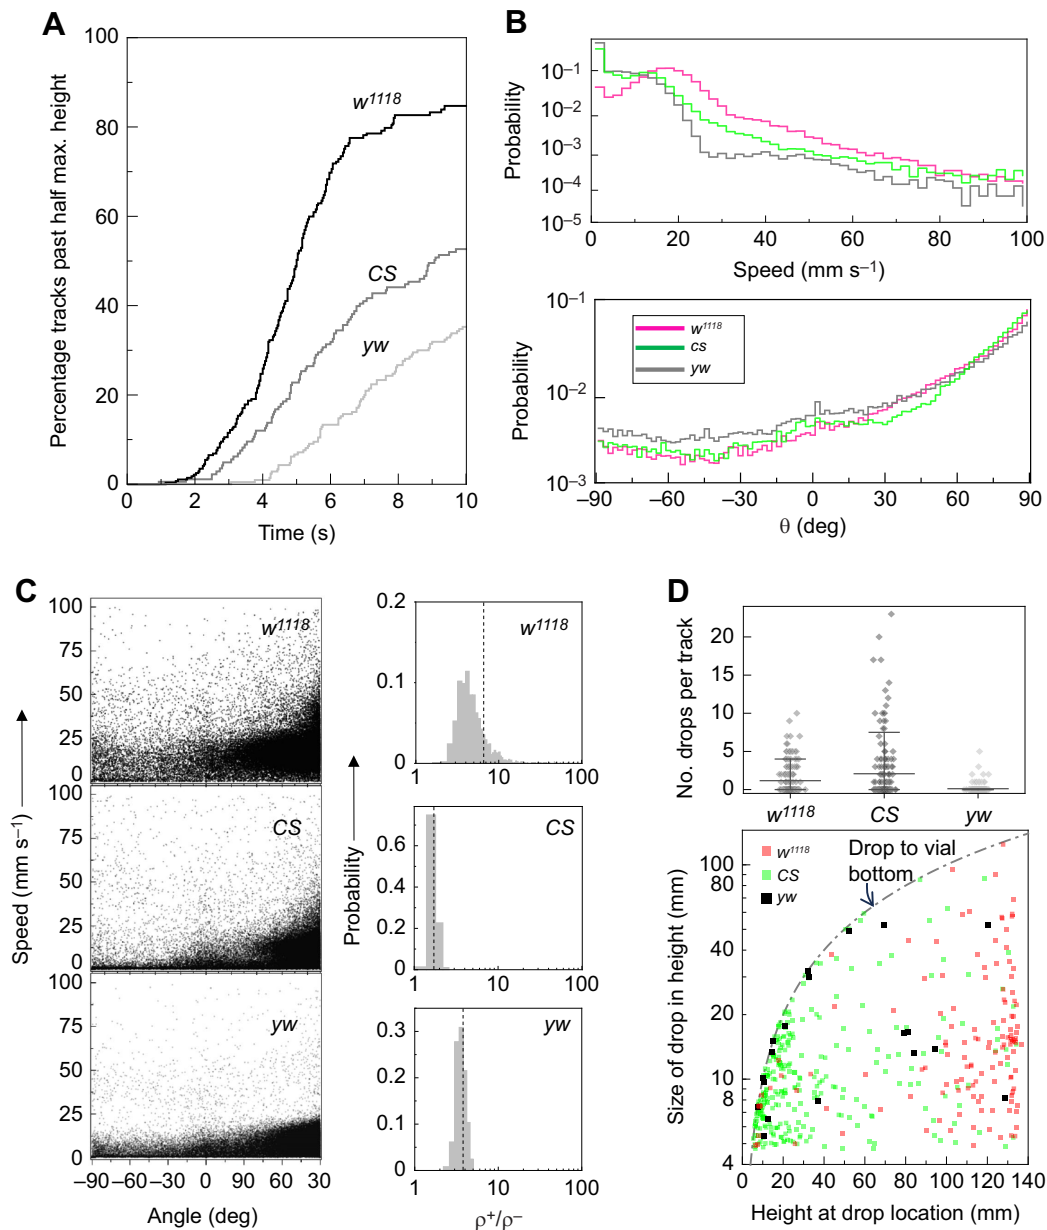 A
100
80
60
40
20
0
0
2
4
6
8
10
Percentage tracks past half max. height
Time (s)
w1118
CS
yw
B
10–1
10–2
10–3
10–4
10–5
0
20
40
60
80
100
Probability
Speed (mm s–1)
10–1
10–2
10–3
–90
–60
–30
0
30
60
90
Probability
θ (deg)
w1118
cs
yw
C
100
75
50
25
0
w1118
100
75
50
25
0
CS
100
75
50
25
0
yw
Speed (mm s–1)
–90
–60
–30
0
–90
60
30
Angle (deg)
0.2
0.1
0
1
10
100
w1118
0.8
0.6
0.4
0.2
0
1
10
100
CS
0.3
0.2
0.1
0
1
10
100
yw
Probability
ρ+/ρ–
D
20
15
10
5
0
No. drops per track
w1118
CS
yw
100
80
40
20
10
8
4
0
20
40
60
80
100
120
140
Size of drop in height (mm)
Height at drop location (mm)
w1118
CS
yw
Drop to vial
bottom